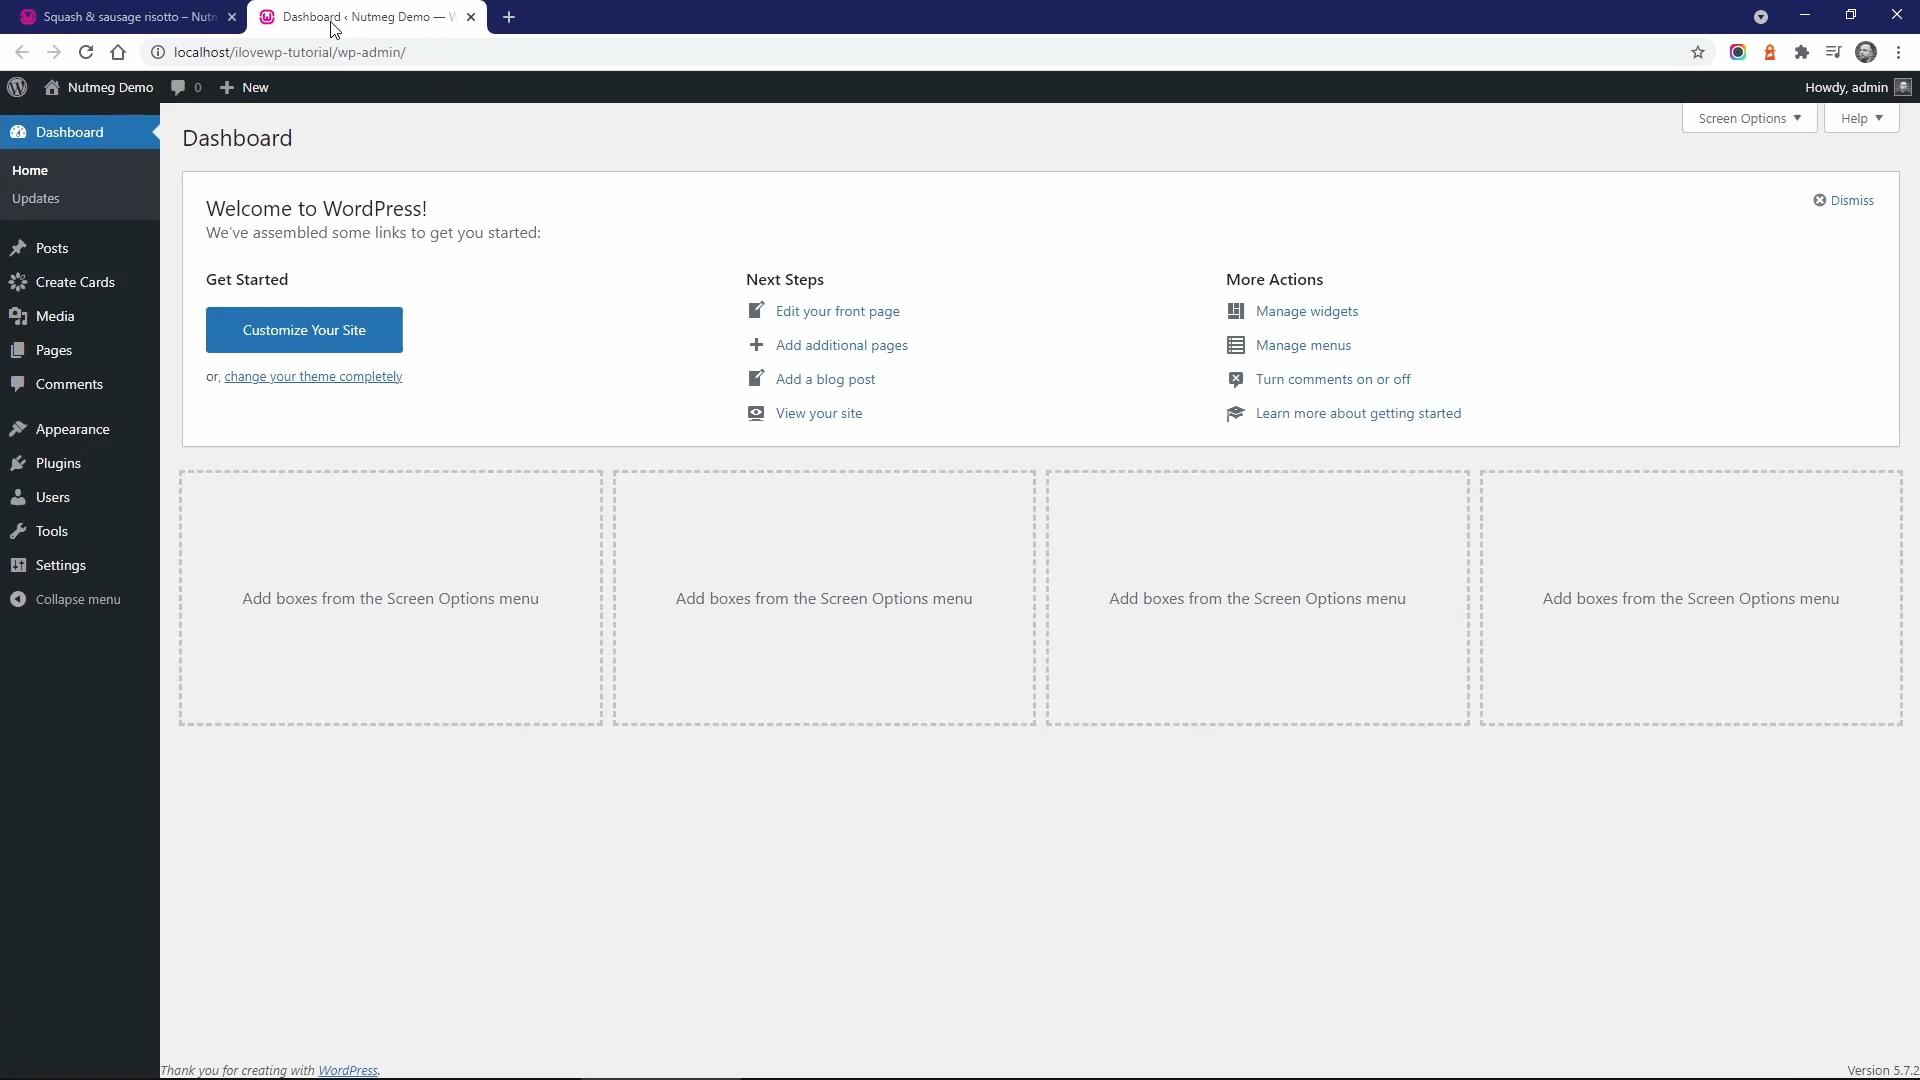 Squash & sausage risotto – Nutm
Dashboard ‹ Nutmeg Demo — W
localhost/ilovewp-tutorial/wp-admin/
Nutmeg Demo
0
New
Howdy, admin
Dashboard
Home
Updates
Posts
Create Cards
Media
Pages
Comments
Appearance
Plugins
Users
Tools
Settings
Collapse menu
Dashboard
Screen Options
Help
Welcome to WordPress!
We’ve assembled some links to get you started:
Dismiss
Get Started
Customize Your Site
or, change your theme completely
Next Steps
Edit your front page
Add additional pages
Add a blog post
View your site
More Actions
Manage widgets
Manage menus
Turn comments on or off
Learn more about getting started
Add boxes from the Screen Options menu
Add boxes from the Screen Options menu
Add boxes from the Screen Options menu
Add boxes from the Screen Options menu
Thank you for creating with WordPress.
Version 5.7.2